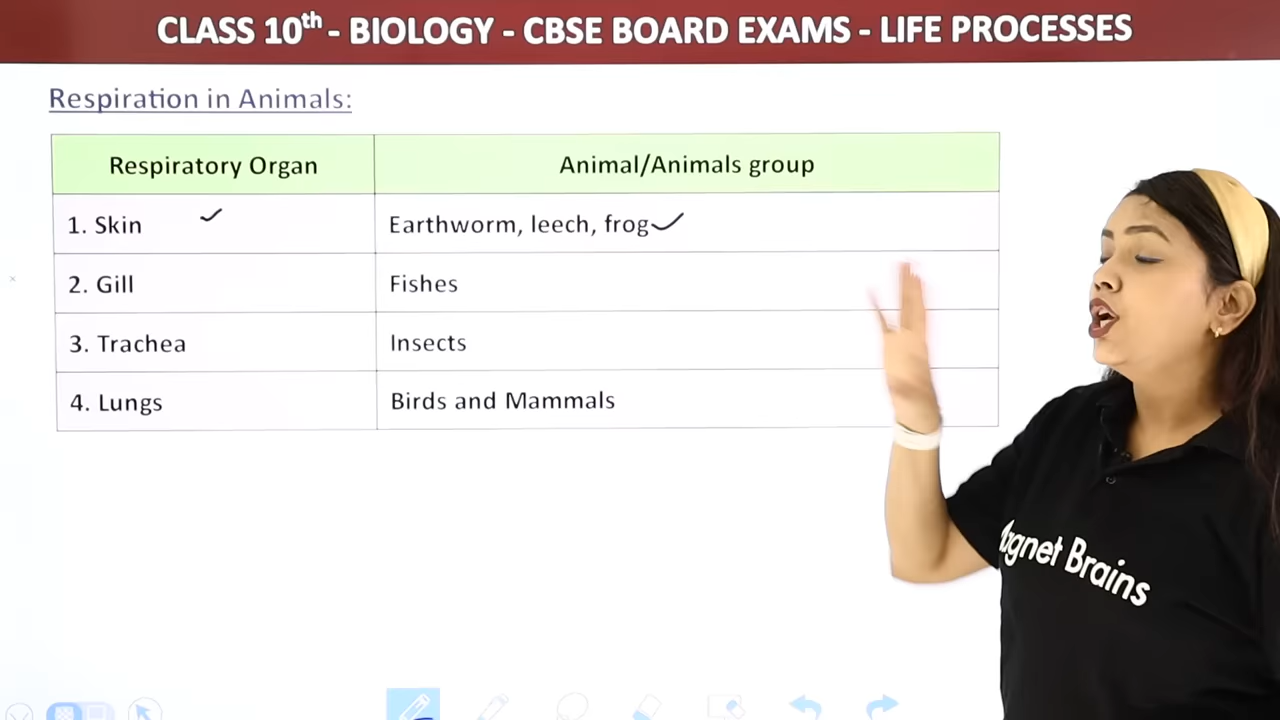 CLASS 10th - BIOLOGY - CBSE BOARD EXAMS - LIFE PROCESSES
Respiration in Animals:
Respiratory Organ Animal/Animals group
1. Skin Earthworm, leech, frog
2. Gill Fishes
3. Trachea Insects
4. Lungs Birds and Mammals
Magnet Brains